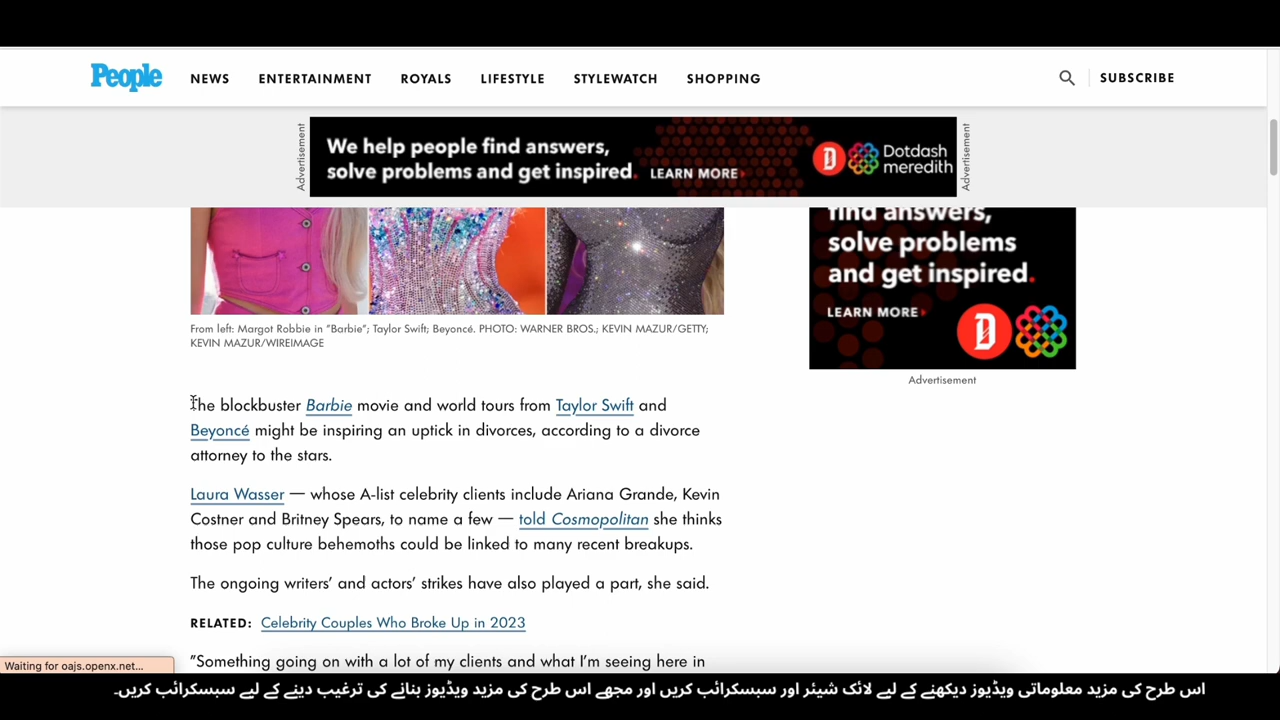 People
NEWS ENTERTAINMENT ROYALS LIFESTYLE STYLEWATCH SHOPPING
SUBSCRIBE
Advertisement
We help people find answers,
solve problems and get inspired. LEARN MORE
Dotdash
meredith
Advertisement
find answers,
solve problems
and get inspired.
LEARN MORE
Advertisement
From left: Margot Robbie in "Barbie"; Taylor Swift; Beyoncé. PHOTO: WARNER BROS.; KEVIN MAZUR/GETTY;
KEVIN MAZUR/WIREIMAGE
The blockbuster Barbie movie and world tours from Taylor Swift and
Beyoncé might be inspiring an uptick in divorces, according to a divorce
attorney to the stars.
Laura Wasser — whose A-list celebrity clients include Ariana Grande, Kevin
Costner and Britney Spears, to name a few — told Cosmopolitan she thinks
those pop culture behemoths could be linked to many recent breakups.
The ongoing writers' and actors' strikes have also played a part, she said.
RELATED: Celebrity Couples Who Broke Up in 2023
"Something going on with a lot of my clients and what I'm seeing here in
Waiting for oajs.openx.net...
اس طرح کی مزید معلوماتی ویڈیوز دیکھنے کے لیے لائک شیئر اور سبسکرائب کریں اور مجھے اس طرح کی مزید ویڈیوز بنانے کی ترغیب دینے کے لیے سبسکرائب کریں۔